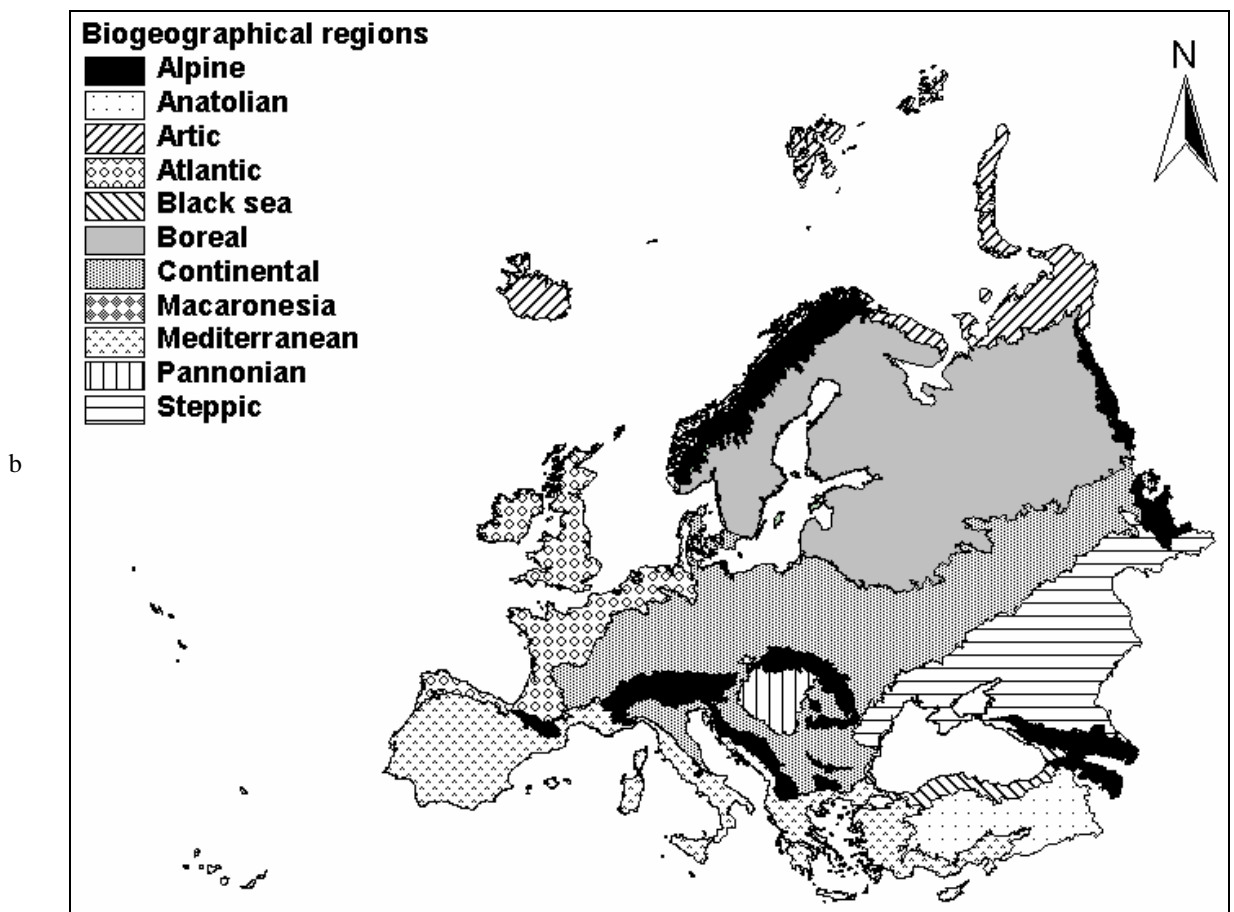 Biogeographical regions
Alpine
Anatolian
Artic
Atlantic
Black sea
Boreal
Continental
Macaronesia
Mediterranean
Pannonian
Steppic
N
b